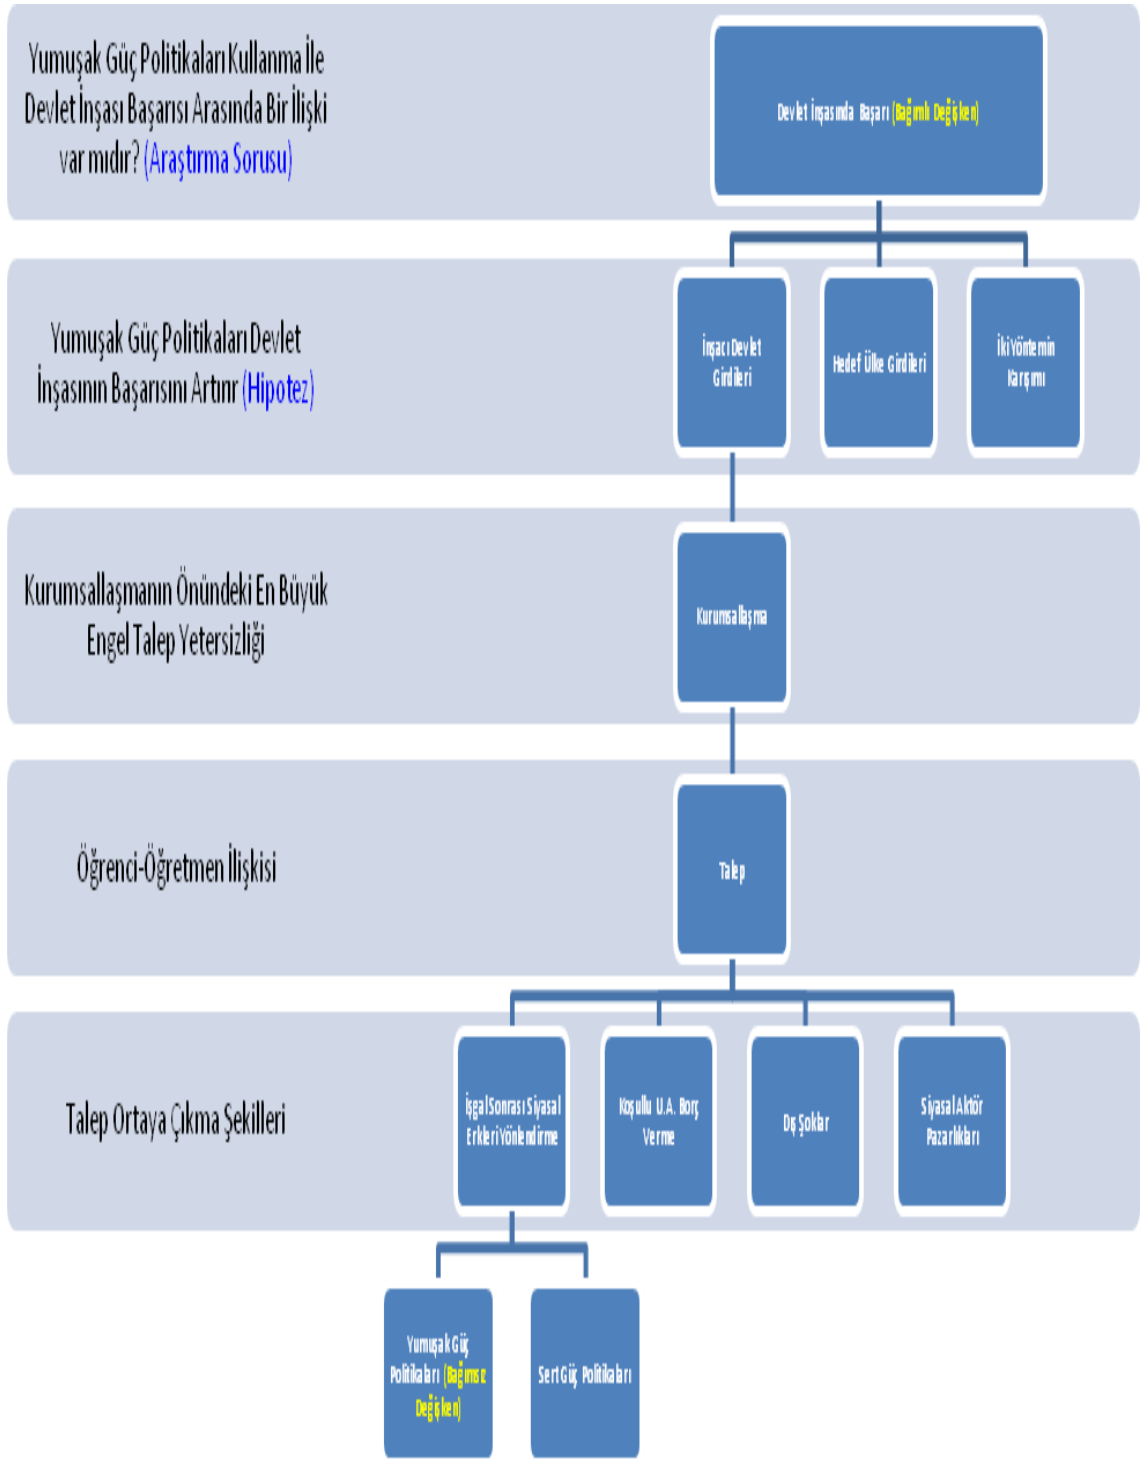 Yumuşak Güç Politikaları Kullanma İle
Devlet İnşası Başarısı Arasında Bir İlişki
var mıdır? (Araştırma Sorusu)
Devlet İnşasında Başarı (Bağımlı Değişken)
Yumuşak Güç Politikaları Devlet
İnşasının Başarısını Artırır (Hipotez)
İnşacı Devlet
Girdileri
Hedef Ülke Girdileri
İki Yöntemin
Karışımı
Kurumsallaşmanın Önündeki En Büyük
Engel Talep Yetersizliği
Kurumsallaşma
Öğrenci-Öğretmen İlişkisi
Talep
Talep Ortaya Çıkma Şekilleri
İşgal Sonrası Siyasal
Erkleri Yönlendirme
Koşullu U.A. Borç
Verme
Dış Şoklar
Siyasal Aktör
Pazarlıkları
Yumuşak Güç
Politikaları (Bağımsız
Değişken)
Sert Güç Politikaları